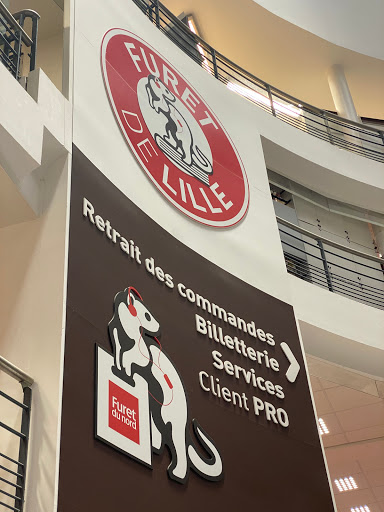 FURET
DE LILLE
Retrait des commandes
Billetterie
Services
Client PRO
Furet
du nord